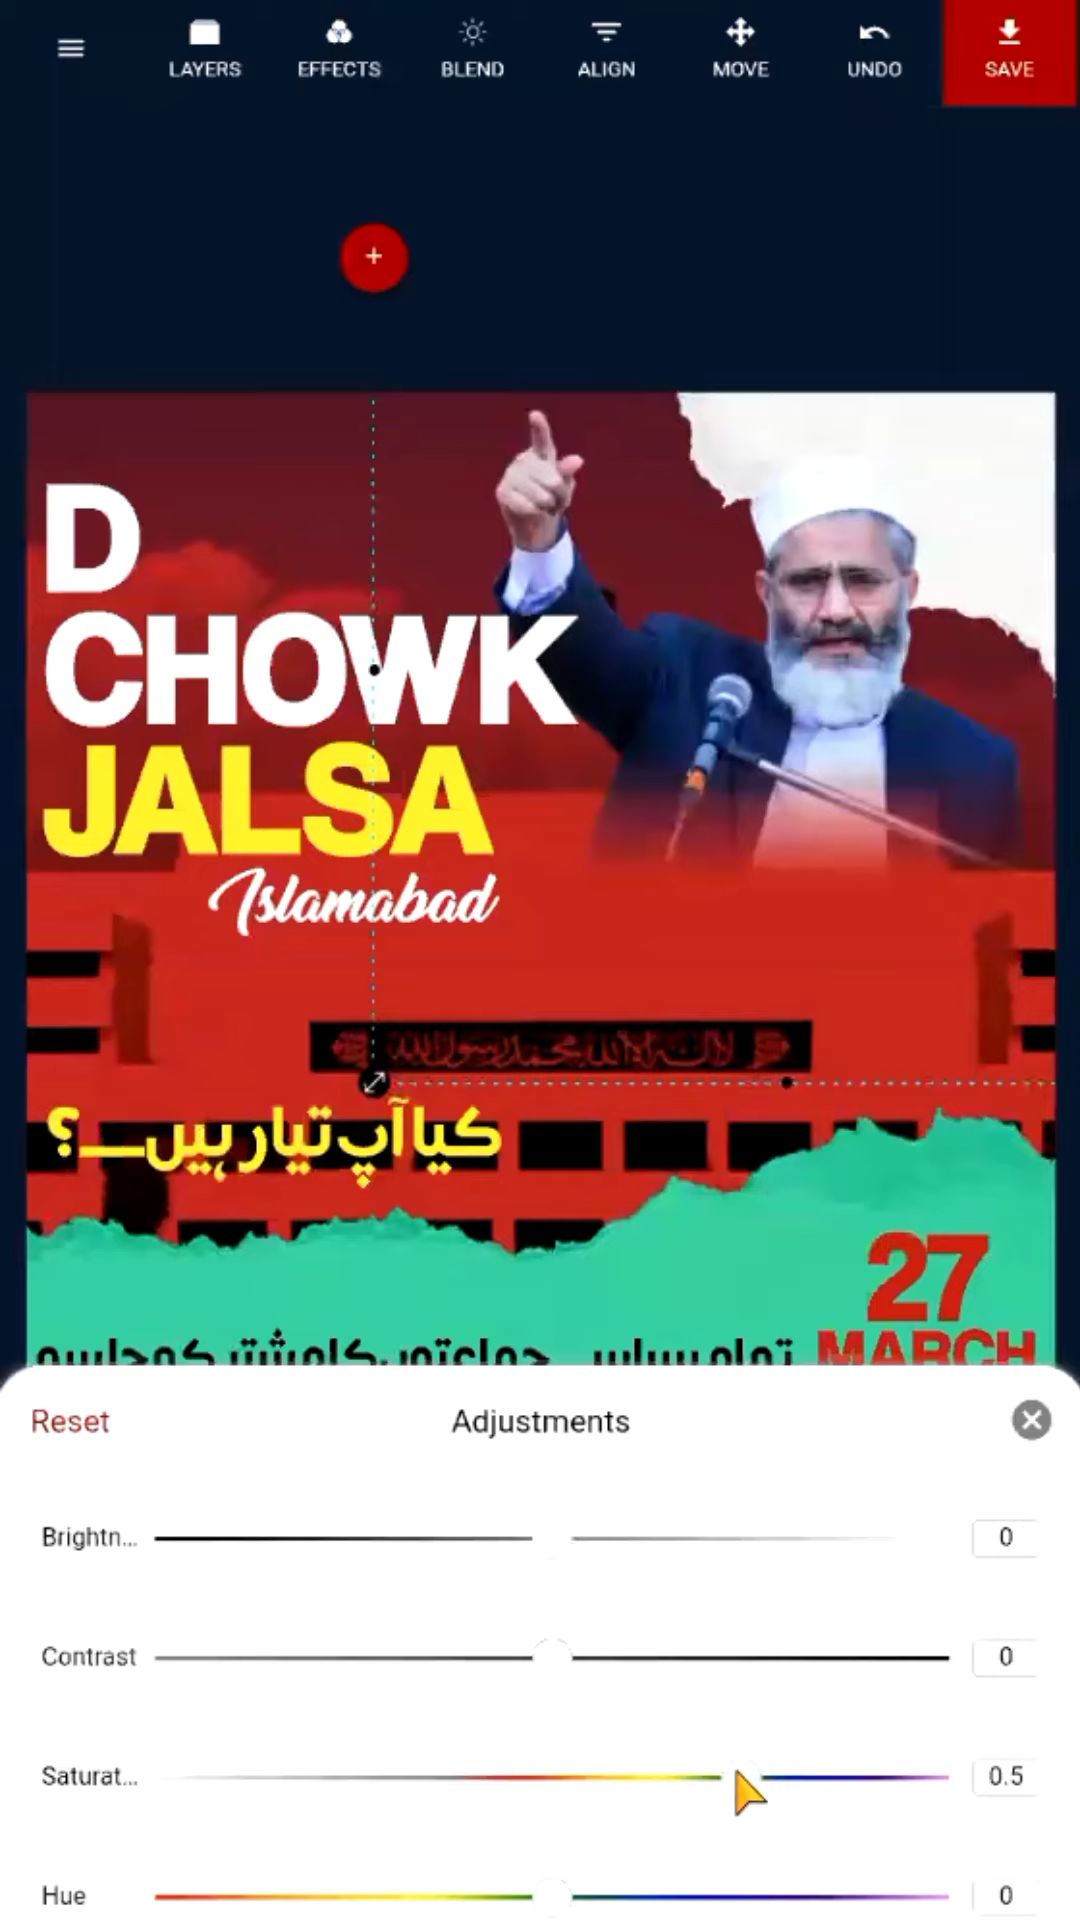 LAYERS EFFECTS BLEND ALIGN MOVE UNDO SAVE
+
D
CHOWK
JALSA
Islamabad
لا الہ الا اللہ محمد رسول اللہ
کیا آپ تیار ہیں؟
27
MARCH
Reset Adjustments
Brightn... 0
Contrast 0
Saturat... 0.5
Hue 0